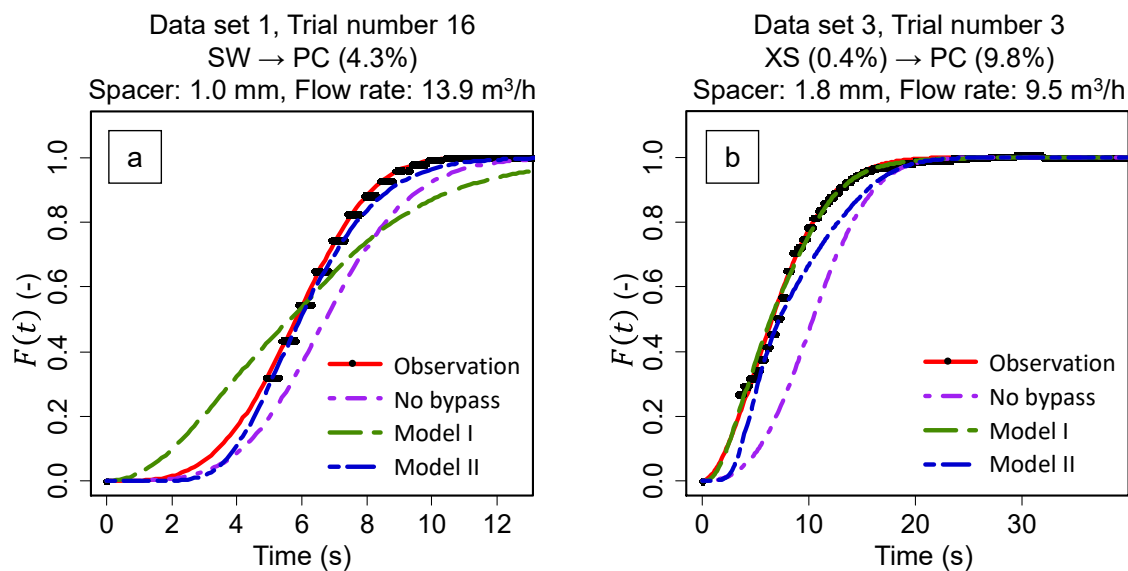 Data set 1, Trial number 16
SW → PC (4.3%)
Spacer: 1.0 mm, Flow rate: 13.9 m³/h
a
F(t) (-)
1.0
0.8
0.6
0.4
0.2
0.0
Observation
No bypass
Model I
Model II
0 2 4 6 8 10 12
Time (s)
Data set 3, Trial number 3
XS (0.4%) → PC (9.8%)
Spacer: 1.8 mm, Flow rate: 9.5 m³/h
b
F(t) (-)
1.0
0.8
0.6
0.4
0.2
0.0
Observation
No bypass
Model I
Model II
0 10 20 30
Time (s)